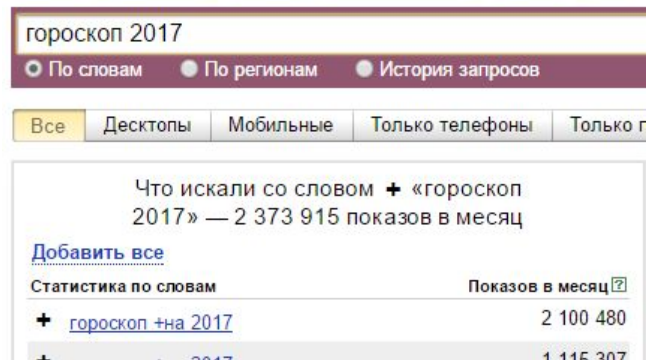 гороскоп 2017
По словам По регионам История запросов
Все Десктопы Мобильные Только телефоны Только
Что искали со словом + «гороскоп
2017» — 2 373 915 показов в месяц
Добавить все
Статистика по словам Показов в месяц ?
+ гороскоп +на 2017 2 100 480
2017 1 115 307